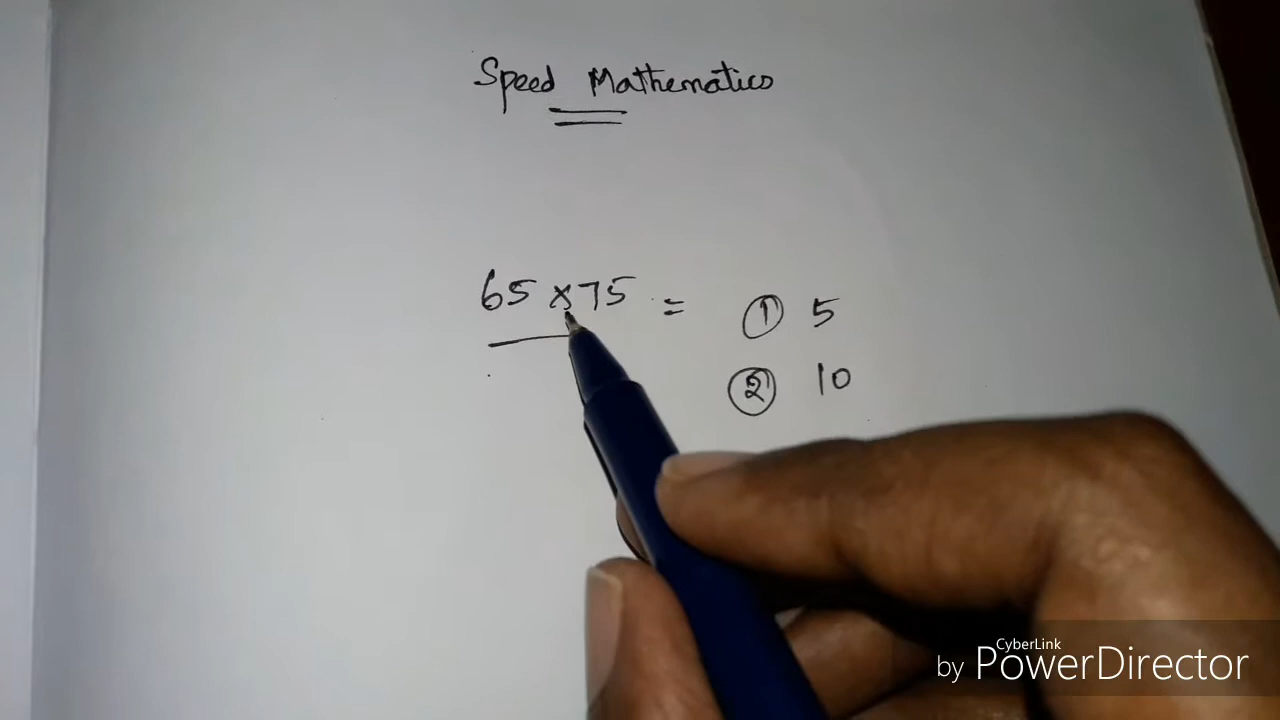 Speed Mathematics
65 × 75 = ① 5
② 10
CyberLink
by PowerDirector